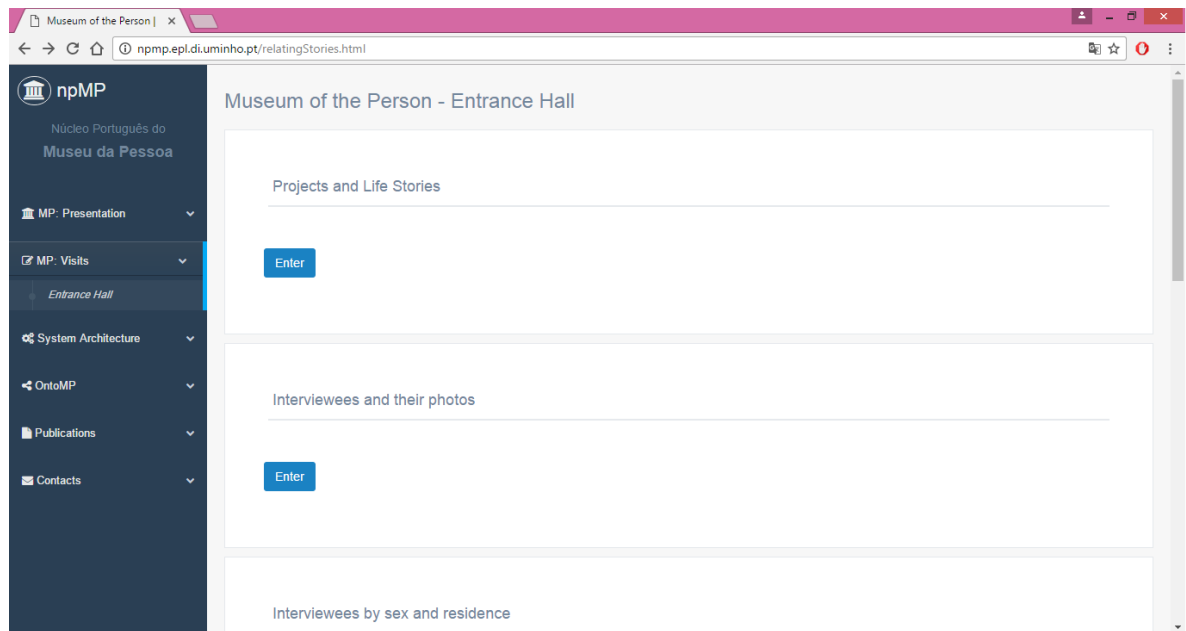 Museum of the Person |
npmp.epl.di.uminho.pt/relatingStories.html
npMP
Núcleo Português do
Museu da Pessoa
MP: Presentation
MP: Visits
Entrance Hall
System Architecture
OntoMP
Publications
Contacts
Museum of the Person - Entrance Hall
Projects and Life Stories
Enter
Interviewees and their photos
Enter
Interviewees by sex and residence